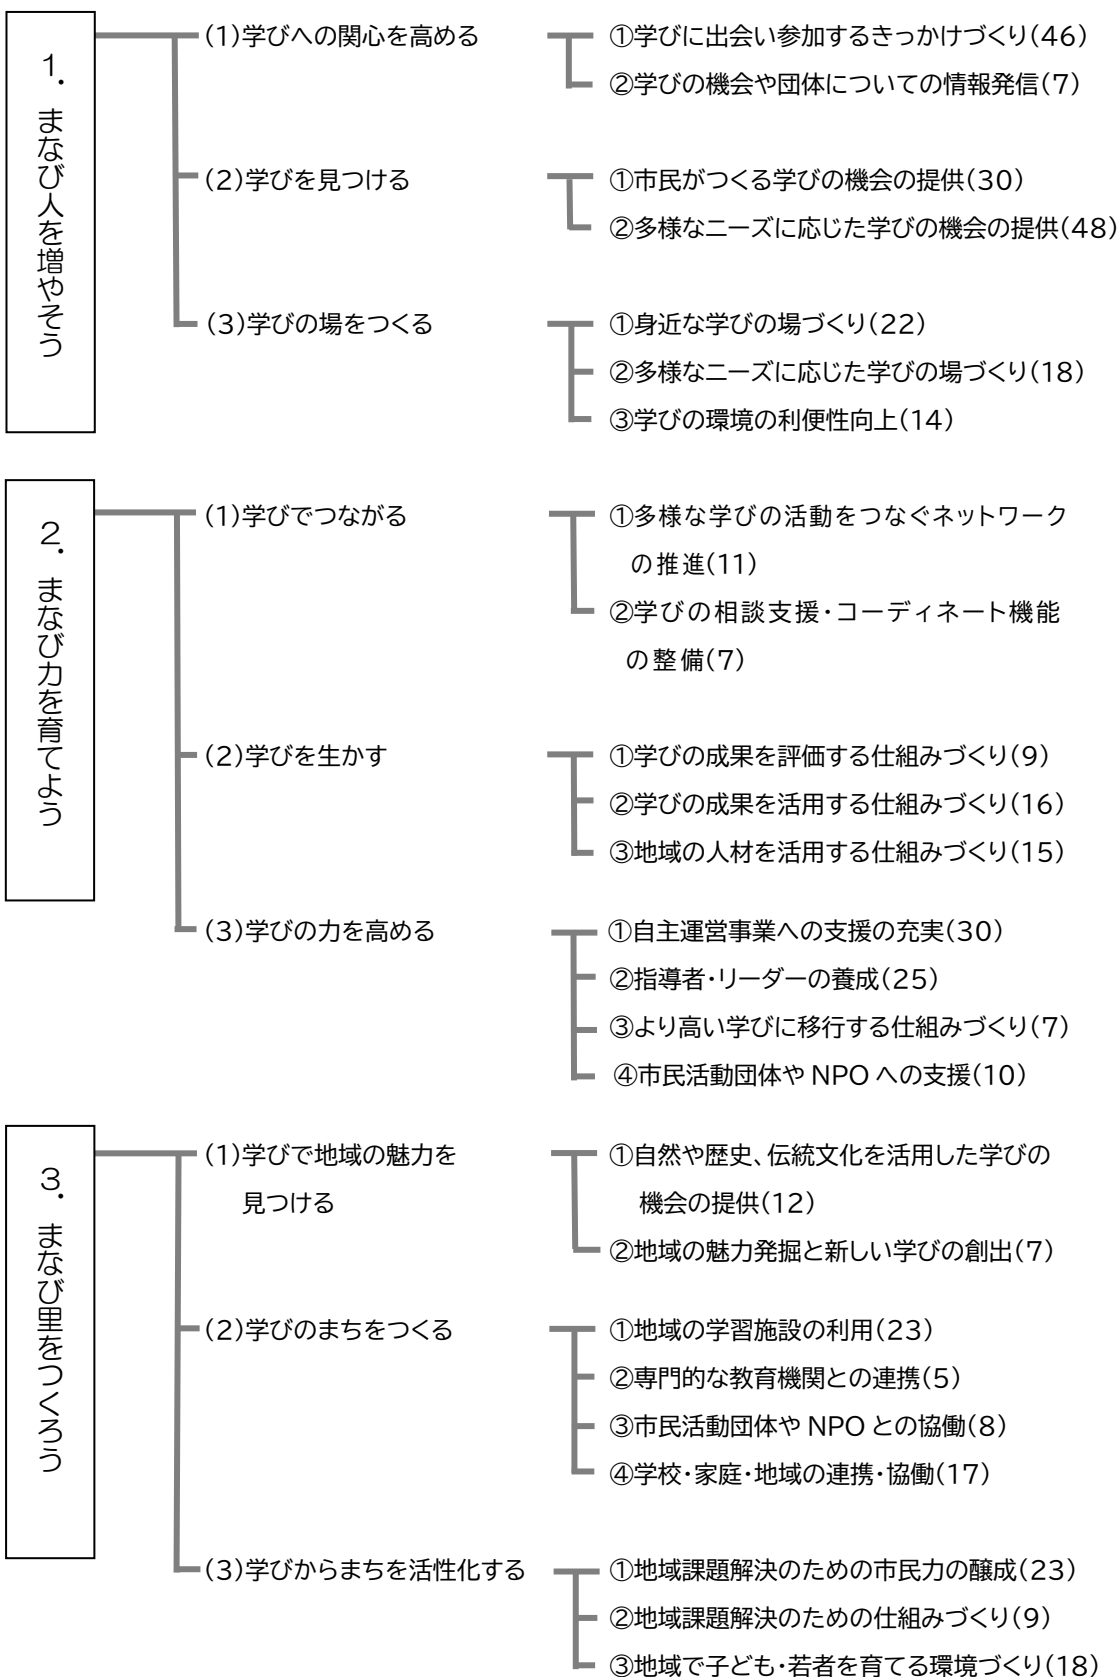 1. まなび人を増やそう
(1)学びへの関心を高める
①学びに出会い参加するきっかけづくり(46)
②学びの機会や団体についての情報発信(7)
(2)学びを見つける
①市民がつくる学びの機会の提供(30)
②多様なニーズに応じた学びの機会の提供(48)
(3)学びの場をつくる
①身近な学びの場づくり(22)
②多様なニーズに応じた学びの場づくり(18)
③学びの環境の利便性向上(14)
2. まなび力を育てよう
(1)学びでつながる
①多様な学びの活動をつなぐネットワーク
の推進(11)
②学びの相談支援・コーディネート機能
の整備(7)
(2)学びを生かす
①学びの成果を評価する仕組みづくり(9)
②学びの成果を活用する仕組みづくり(16)
③地域の人材を活用する仕組みづくり(15)
(3)学びの力を高める
①自主運営事業への支援の充実(30)
②指導者・リーダーの養成(25)
③より高い学びに移行する仕組みづくり(7)
④市民活動団体や NPO への支援(10)
3. まなび里をつくろう
(1)学びで地域の魅力を
見つける
①自然や歴史、伝統文化を活用した学びの
機会の提供(12)
②地域の魅力発掘と新しい学びの創出(7)
(2)学びのまちをつくる
①地域の学習施設の利用(23)
②専門的な教育機関との連携(5)
③市民活動団体や NPO との協働(8)
④学校・家庭・地域の連携・協働(17)
(3)学びからまちを活性化する
①地域課題解決のための市民力の醸成(23)
②地域課題解決のための仕組みづくり(9)
③地域で子ども・若者を育てる環境づくり(18)